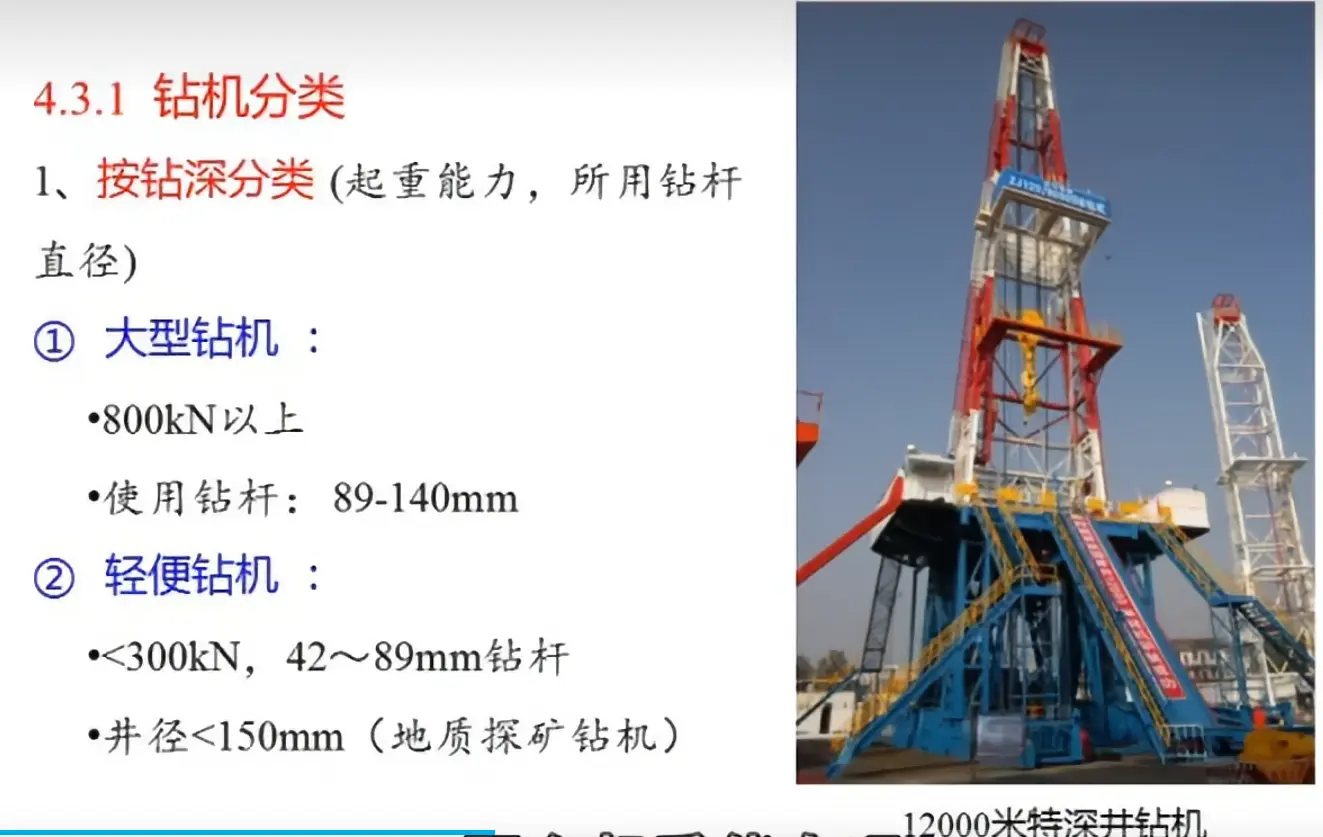 4.3.1 钻机分类
1、按钻深分类 (起重能力，所用钻杆
直径)
① 大型钻机 ：
•800kN以上
•使用钻杆： 89-140mm
② 轻便钻机 ：
•<300kN，42～89mm钻杆
•井径<150mm（地质探矿钻机）
12000米特深井钻机